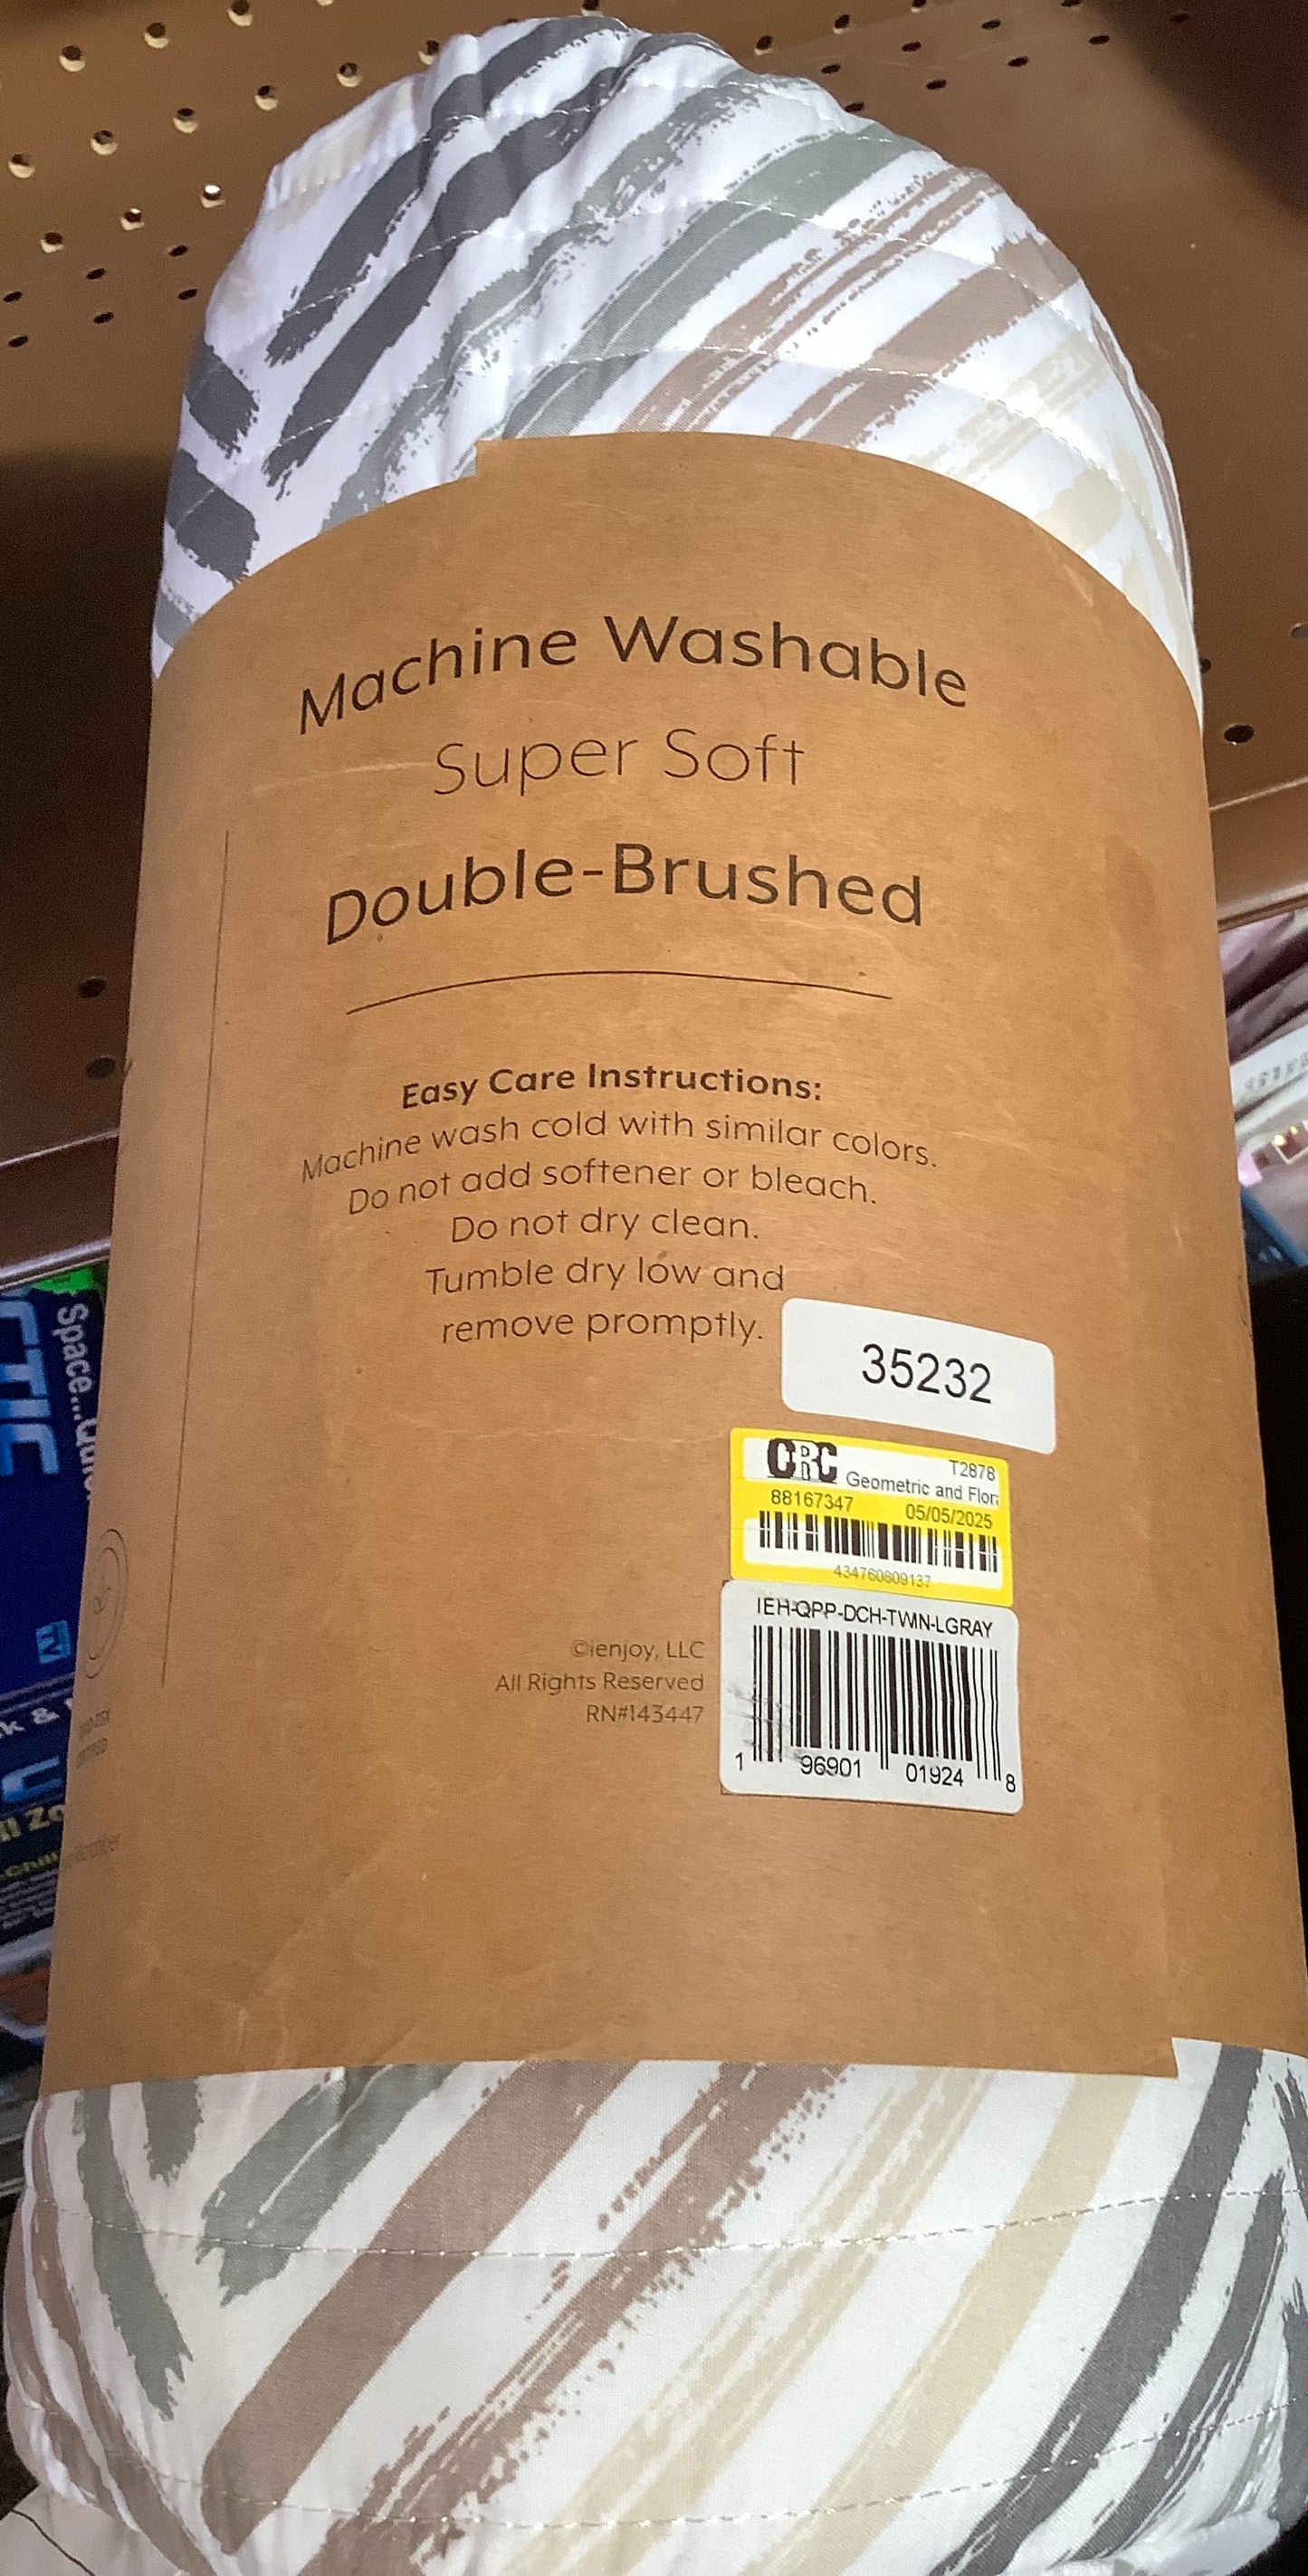 Machine Washable
Super Soft
Double-Brushed
Easy Care Instructions:
Machine wash cold with similar colors.
Do not add softener or bleach.
Do not dry clean.
Tumble dry low and
remove promptly.
35232
CRC
T2878
Geometric and Flor
88167347 05/05/2025
434760809137
IEH-QPP-DCH-TWIN-LGRAY
©ienjoy, LLC
All Rights Reserved
RN#143447
1 96901 01924 8
CTIC
Space...
k &